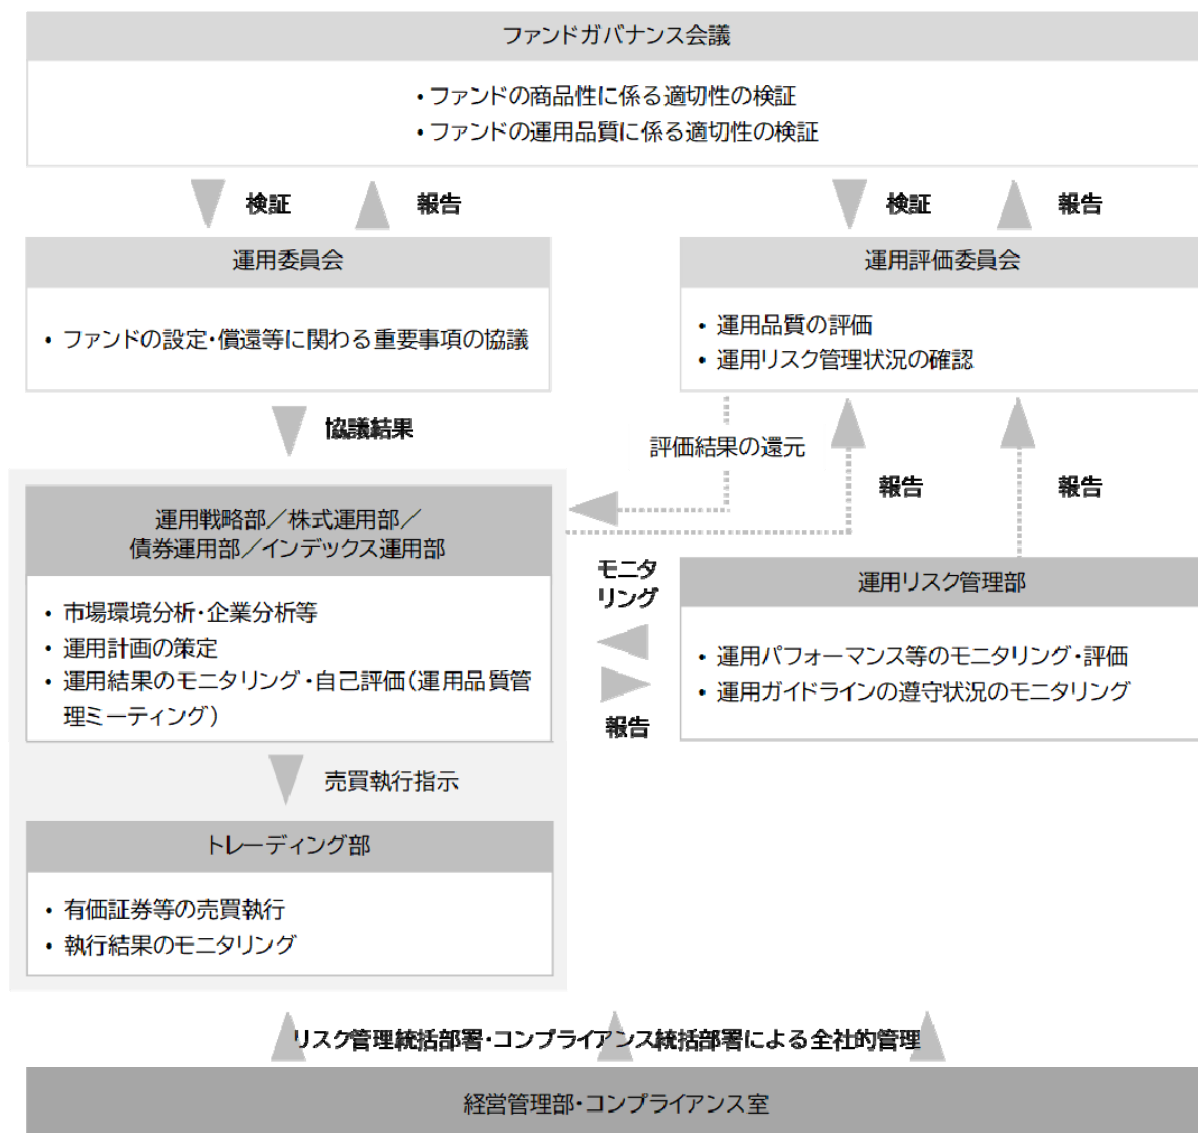 ファンドガバナンス会議
・ファンドの商品性に係る適切性の検証
・ファンドの運用品質に係る適切性の検証
検証
報告
検証
報告
運用委員会
・ファンドの設定・償還等に関わる重要事項の協議
運用評価委員会
・運用品質の評価
・運用リスク管理状況の確認
協議結果
評価結果の還元
報告
報告
運用戦略部／株式運用部／
債券運用部／インデックス運用部
・市場環境分析・企業分析等
・運用計画の策定
・運用結果のモニタリング・自己評価（運用品質管
理ミーティング）
モニタ
リング
報告
運用リスク管理部
・運用パフォーマンス等のモニタリング・評価
・運用ガイドラインの遵守状況のモニタリング
売買執行指示
トレーディング部
・有価証券等の売買執行
・執行結果のモニタリング
リスク管理統括部署・コンプライアンス統括部署による全社的管理
経営管理部・コンプライアンス室